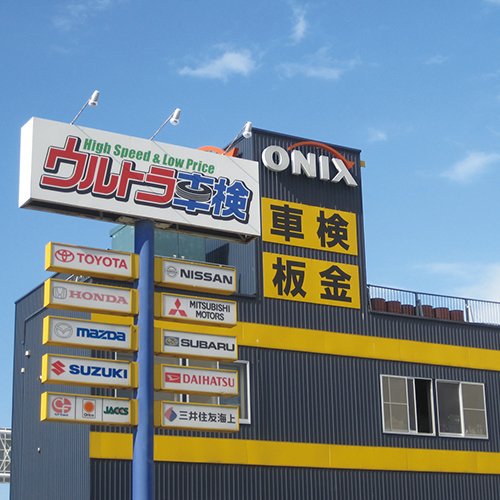 High Speed & Low Price
ウルトラ車検
ONIX
車検
板金
TOYOTA
NISSAN
HONDA
MITSUBISHI
MOTORS
mazda
SUBARU
SUZUKI
DAIHATSU
Orico
JACCS
三井住友海上